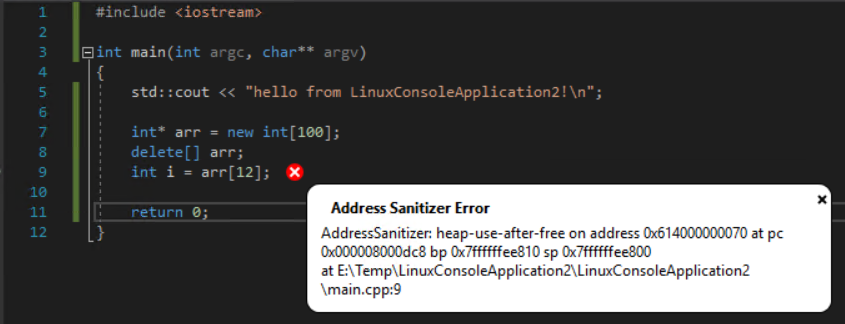 1 #include <iostream>
2
3 int main(int argc, char** argv)
4 {
5 std::cout << "hello from LinuxConsoleApplication2!\n";
6
7 int* arr = new int[100];
8 delete[] arr;
9 int i = arr[12];
10
11 return 0;
12 }
Address Sanitizer Error
AddressSanitizer: heap-use-after-free on address 0x614000000070 at pc
0x000008000dc8 bp 0x7ffffffee810 sp 0x7ffffffee800
at E:\Temp\LinuxConsoleApplication2\LinuxConsoleApplication2
\main.cpp:9